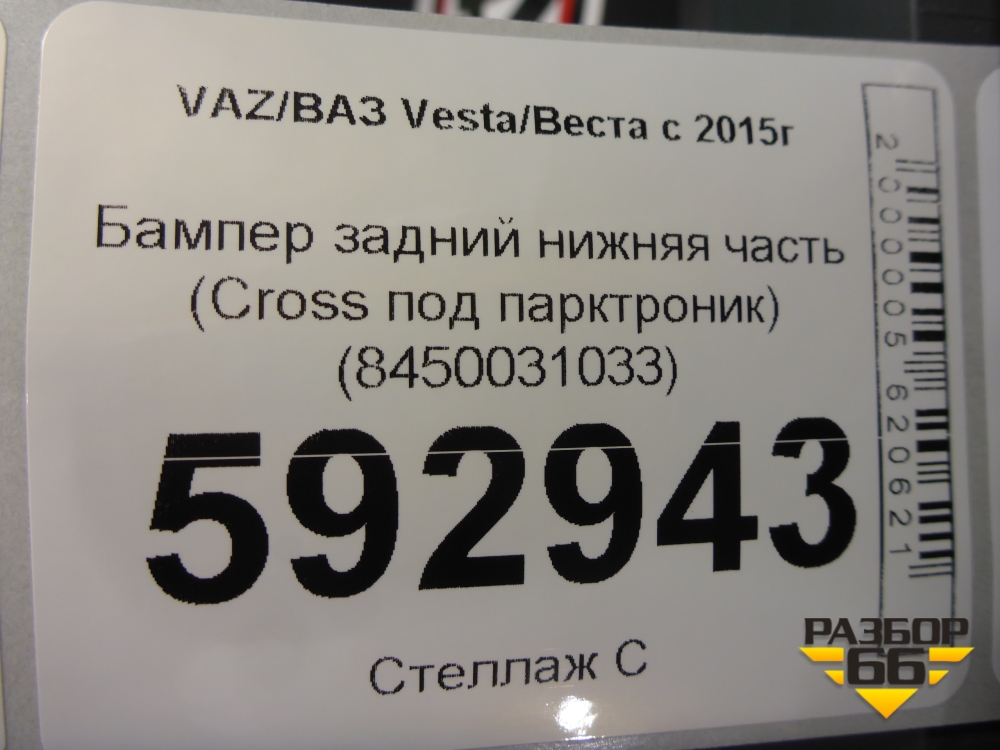 VAZ/ВАЗ Vesta/Веста с 2015г
Бампер задний нижняя часть
(Cross под парктроник)
(8450031033)
592943
Стеллаж С
2000005620621
РАЗБОР
66